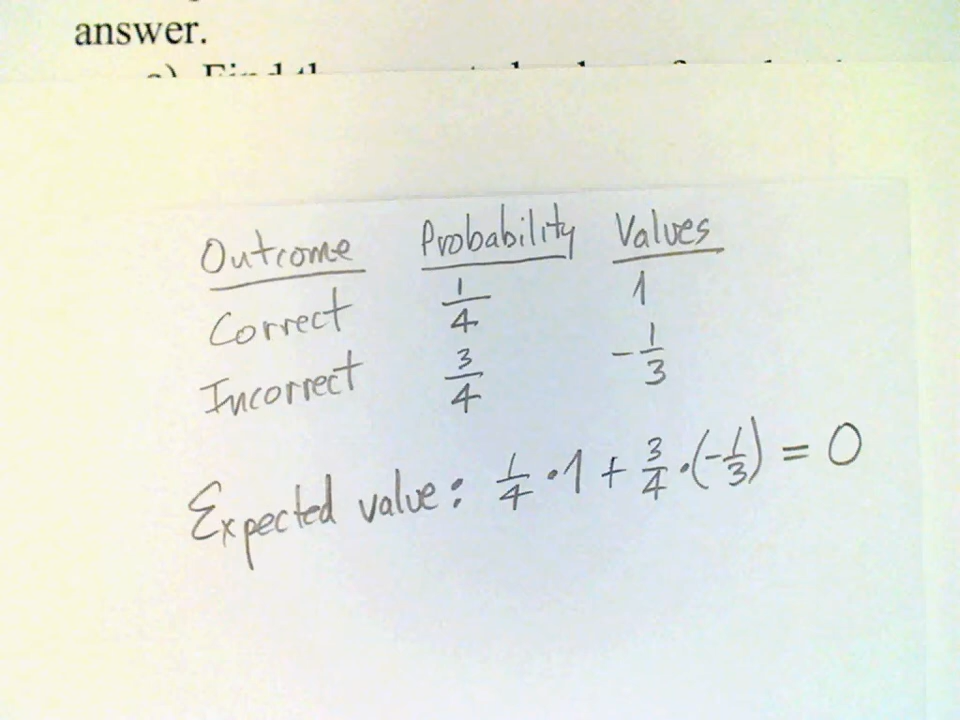 answer.
Outcome Probability Values
Correct 1/4 1
Incorrect 3/4 -1/3
Expected value: 1/4 · 1 + 3/4 · (-1/3) = 0